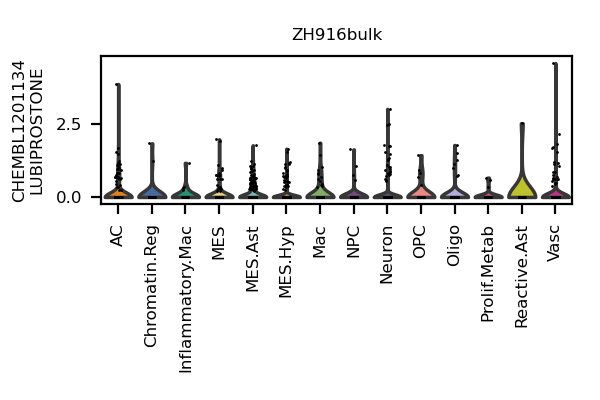 ZH916bulk
CHEMBL1201134
LUBIPROSTONE
2.5
0.0
AC
Chromatin.Reg
Inflammatory.Mac
MES
MES.Ast
MES.Hyp
Mac
NPC
Neuron
OPC
Oligo
Prolif.Metab
Reactive.Ast
Vasc